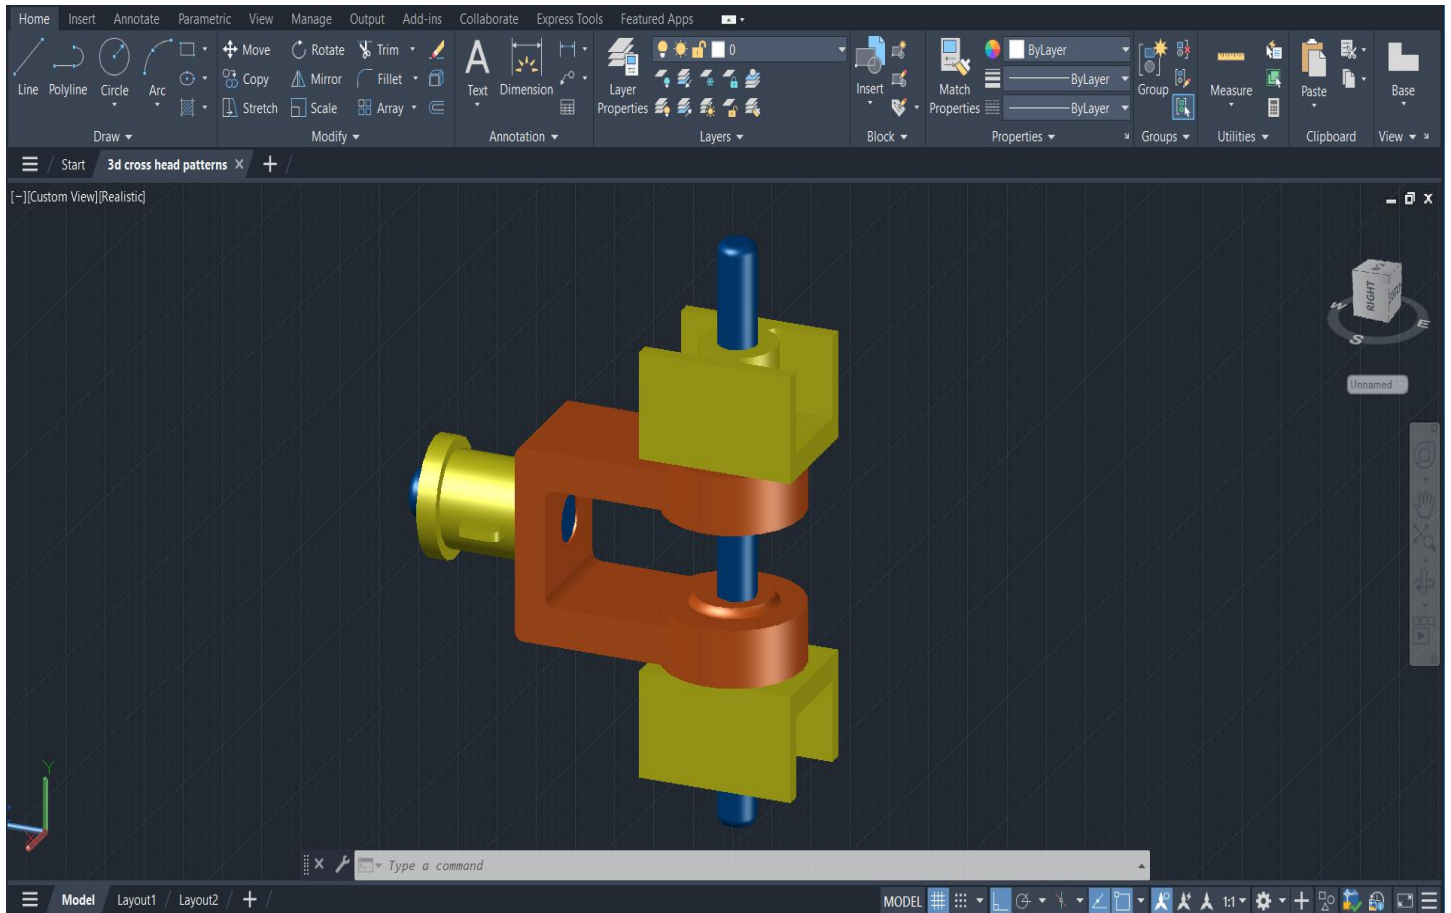 Home Insert Annotate Parametric View Manage Output Add-ins Collaborate Express Tools Featured Apps
Line Polyline Circle Arc
Move Rotate Trim
Copy Mirror Fillet
Stretch Scale Array
Text Dimension
Layer Properties
0
Insert
Match Properties
ByLayer
ByLayer
ByLayer
Group
Measure
Paste
Base
Draw Modify Annotation Layers Block Properties Groups Utilities Clipboard View
Start 3d cross head patterns
[−][Custom View][Realistic]
RIGHT
W
S
E
Unnamed
Y
Type a command
Model Layout1 Layout2
MODEL 1:1